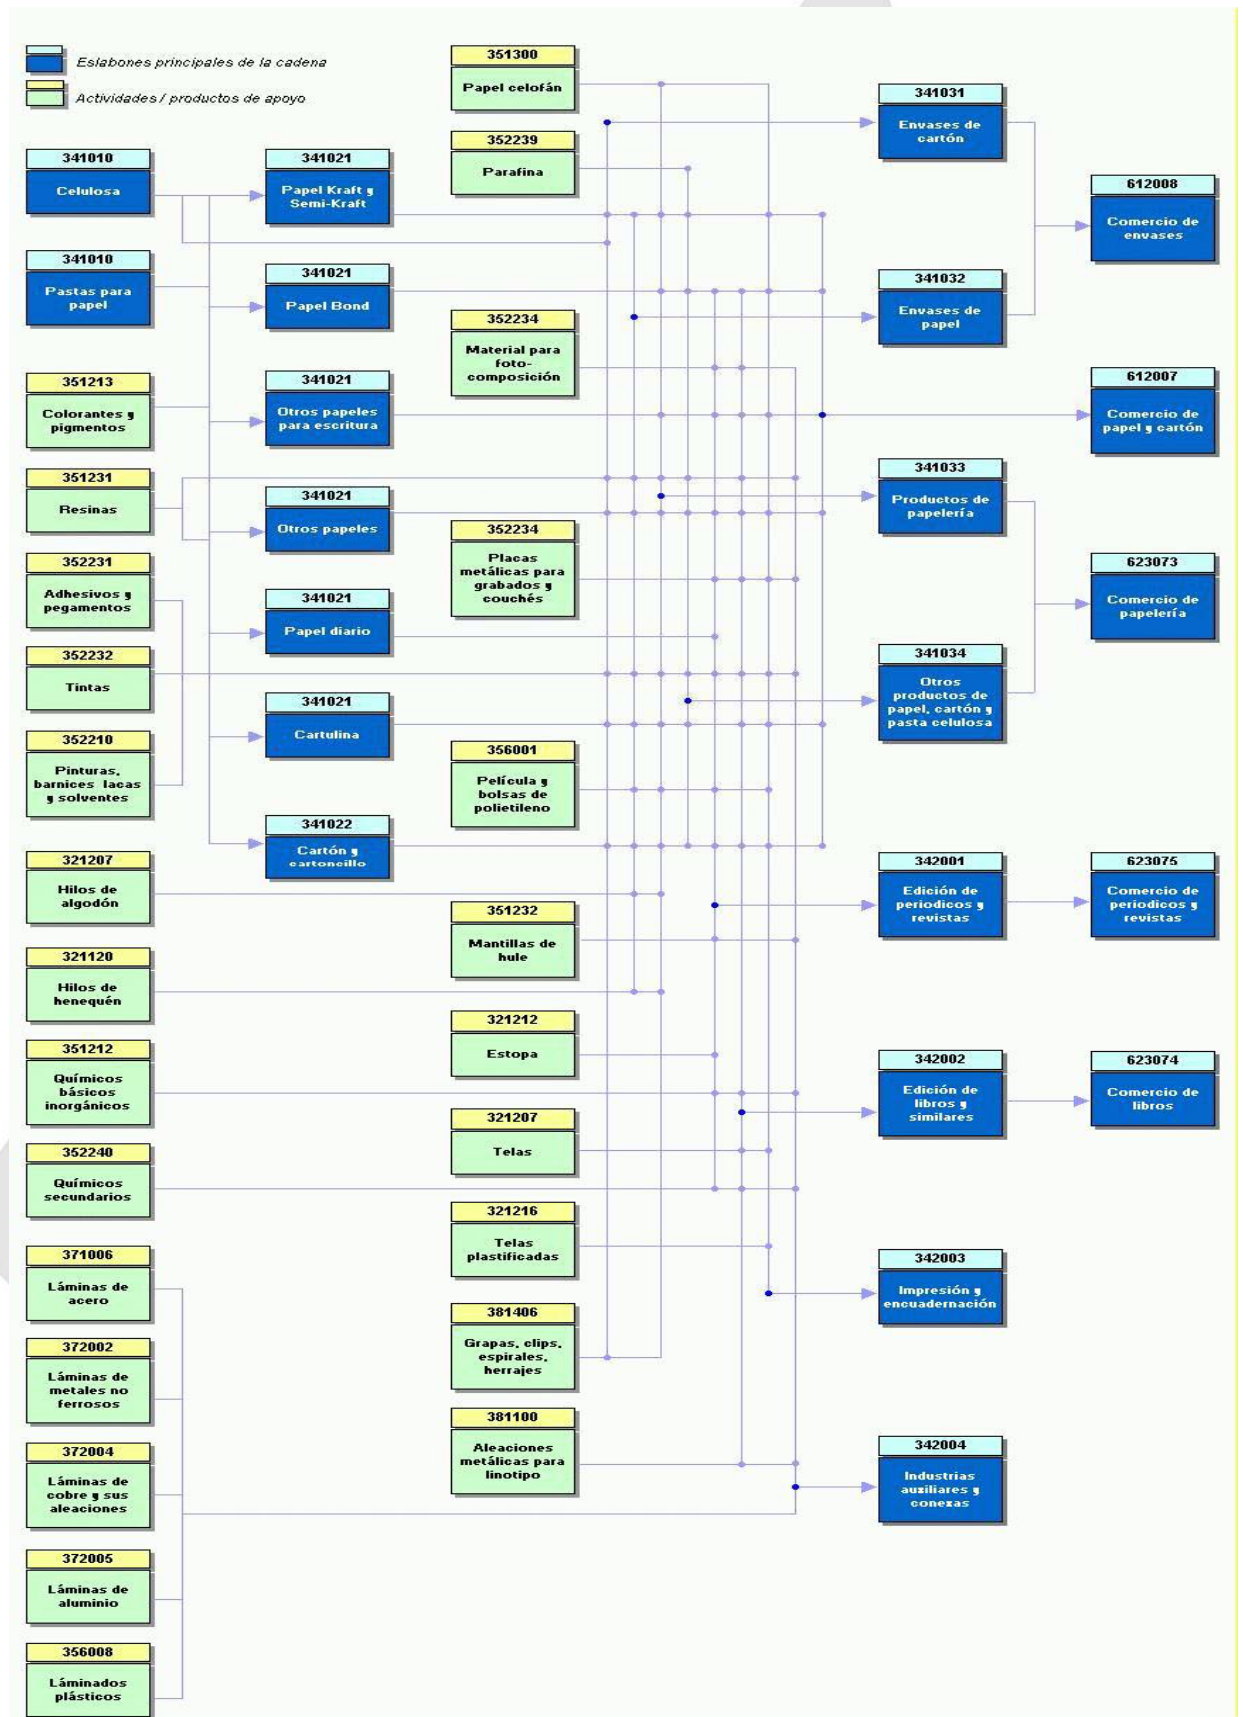 Eslabones principales de la cadena
Actividades / productos de apoyo
341010
Celulosa
341010
Pastas para
papel
351213
Colorantes y
pigmentos
351231
Resinas
352231
Adhesivos y
pegamentos
352232
Tintas
352210
Pinturas,
barnices lacas
y solventes
321207
Hilos de
algodón
321120
Hilos de
henequén
351212
Químicos
básicos
inorgánicos
352240
Químicos
secundarios
371006
Láminas de
acero
372002
Láminas de
metales no
ferrosos
372004
Láminas de
cobre y sus
aleaciones
372005
Láminas de
aluminio
356008
Láminados
plásticos
341021
Papel Kraft y
Semi-Kraft
341021
Papel Bond
341021
Otros papeles
para escritura
341021
Otros papeles
341021
Papel diario
341021
Cartulina
341022
Cartón y
cartoncillo
351300
Papel celofán
352239
Parafina
352234
Material para
foto-
composición
352234
Placas
metálicas para
grabados y
couchés
356001
Película y
bolsas de
polietileno
351232
Mantillas de
hule
321212
Estopa
321207
Telas
321216
Telas
plastificadas
381406
Grapas, clips,
espirales,
herrajes
381100
Aleaciones
metálicas para
linotipo
341031
Envases de
cartón
341032
Envases de
papel
341033
Productos de
papelería
341034
Otros
productos de
papel, cartón y
pasta celulosa
342001
Edición de
periodicos y
revistas
342002
Edición de
libros y
similares
342003
Impresión y
encuadernación
342004
Industrias
auxiliares y
conexas
612008
Comercio de
envases
612007
Comercio de
papel y cartón
623073
Comercio de
papelería
623075
Comercio de
periodicos y
revistas
623074
Comercio de
libros